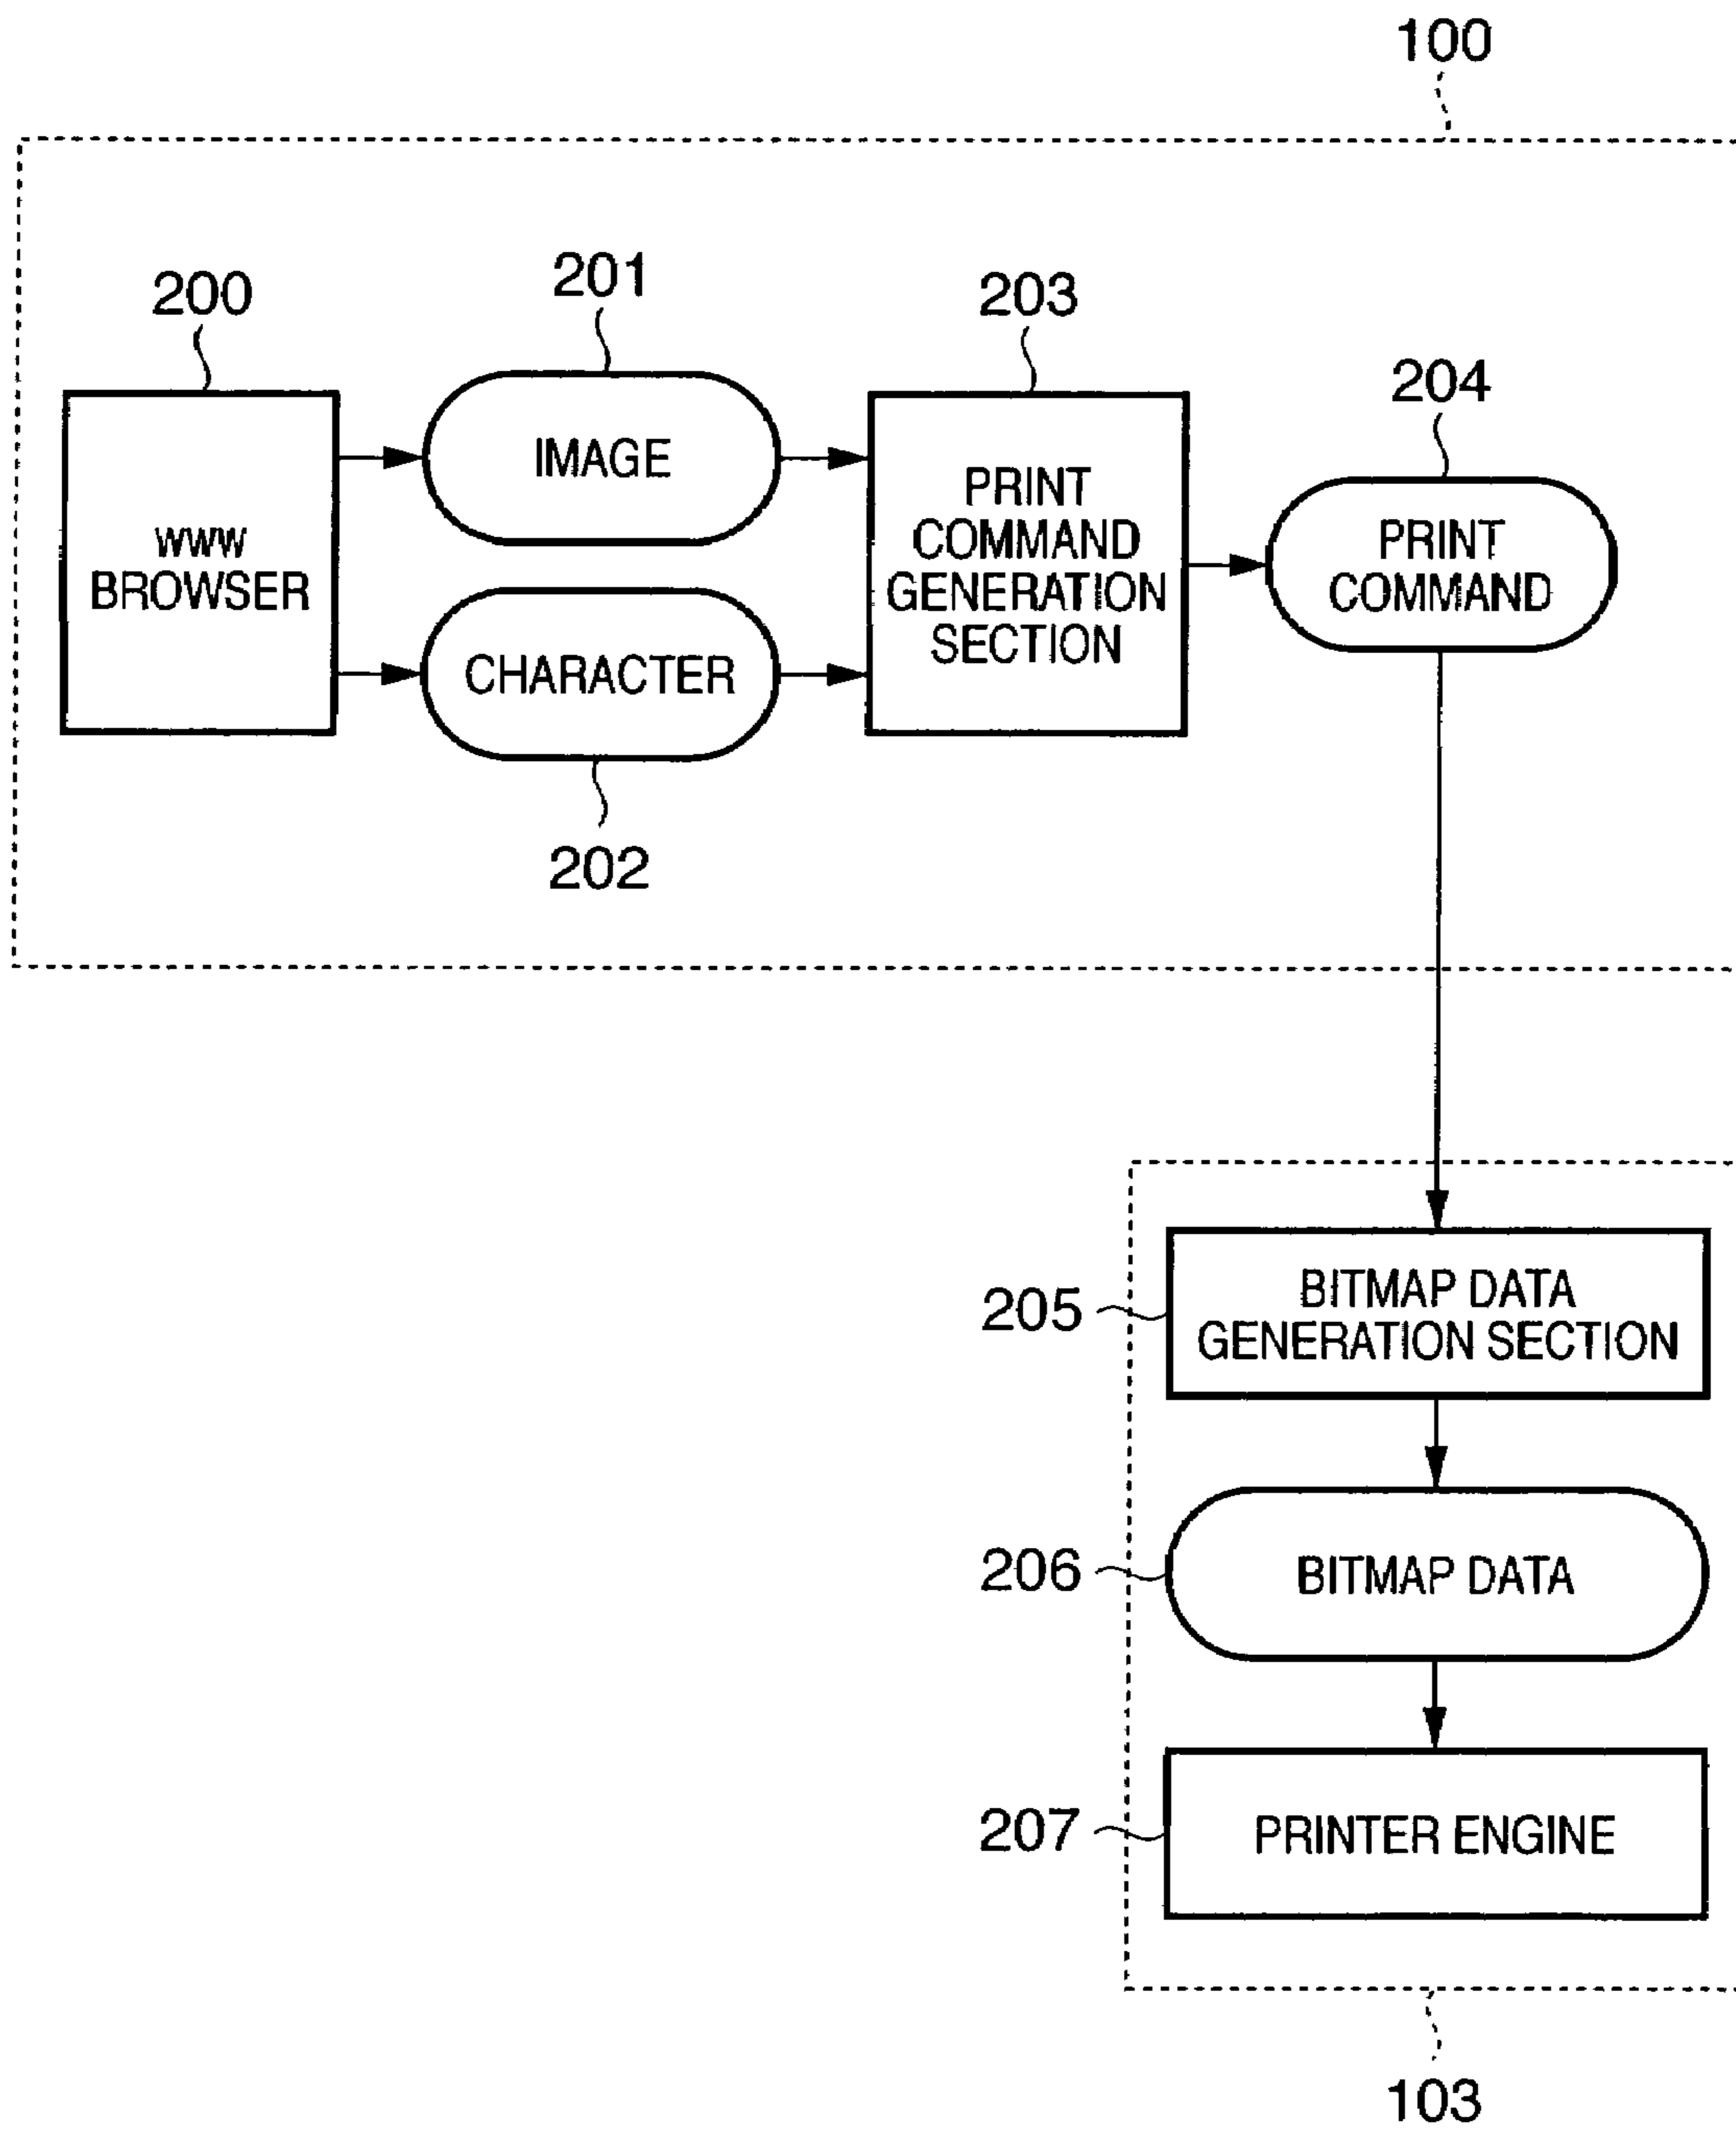 100
200
201
203
204
WWW
BROWSER
IMAGE
CHARACTER
202
PRINT
COMMAND
GENERATION
SECTION
PRINT
COMMAND
205
BITMAP DATA
GENERATION SECTION
206
BITMAP DATA
207
PRINTER ENGINE
103